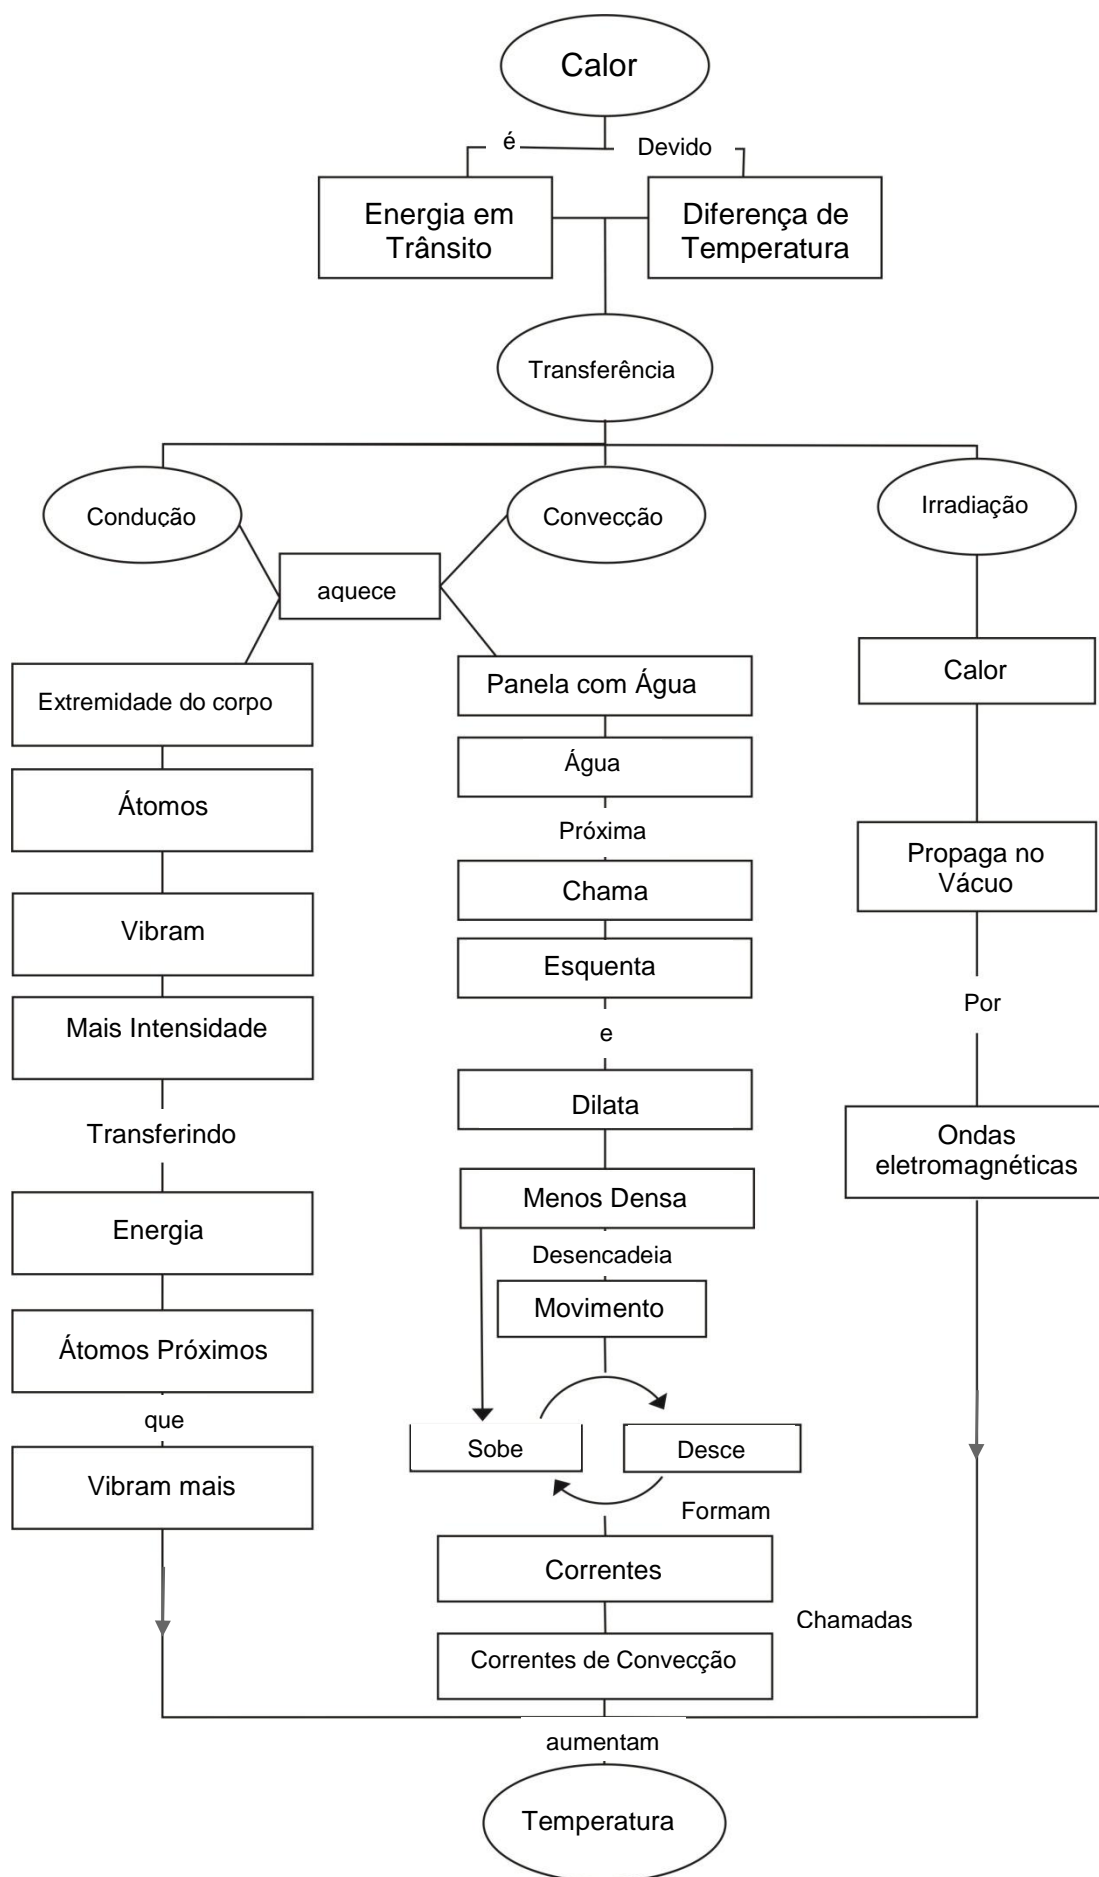 Calor
é
Devido
Energia em
Trânsito
Diferença de
Temperatura
Transferência
Condução
Convecção
Irradiação
aquece
Extremidade do corpo
Átomos
Vibram
Mais Intensidade
Transferindo
Energia
Átomos Próximos
que
Vibram mais
Panela com Água
Água
Próxima
Chama
Esquenta
e
Dilata
Menos Densa
Desencadeia
Movimento
Sobe
Desce
Formam
Correntes
Chamadas
Correntes de Convecção
Calor
Propaga no
Vácuo
Por
Ondas
eletromagnéticas
aumentam
Temperatura